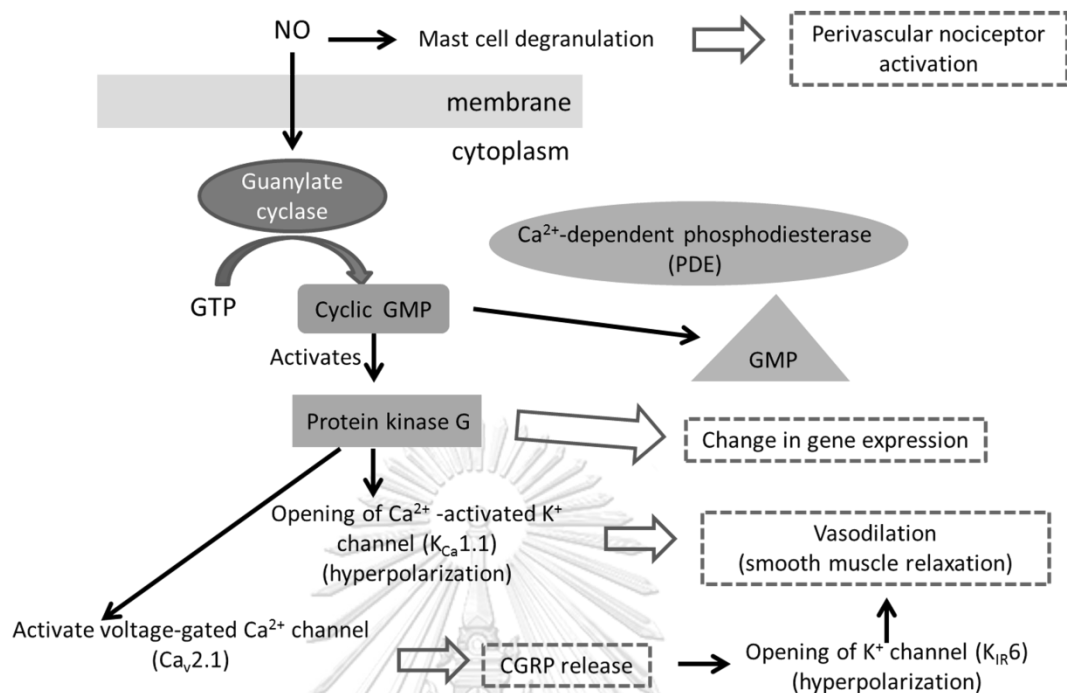 NO
Mast cell degranulation
Perivascular nociceptor
activation
membrane
cytoplasm
Guanylate
cyclase
Ca²⁺-dependent phosphodiesterase
(PDE)
GTP
Cyclic GMP
GMP
Activates
Protein kinase G
Change in gene expression
Opening of Ca²⁺ -activated K⁺
channel (K_Ca1.1)
(hyperpolarization)
Vasodilation
(smooth muscle relaxation)
Activate voltage-gated Ca²⁺ channel
(Caᵥ2.1)
CGRP release
Opening of K⁺ channel (K_IR6)
(hyperpolarization)